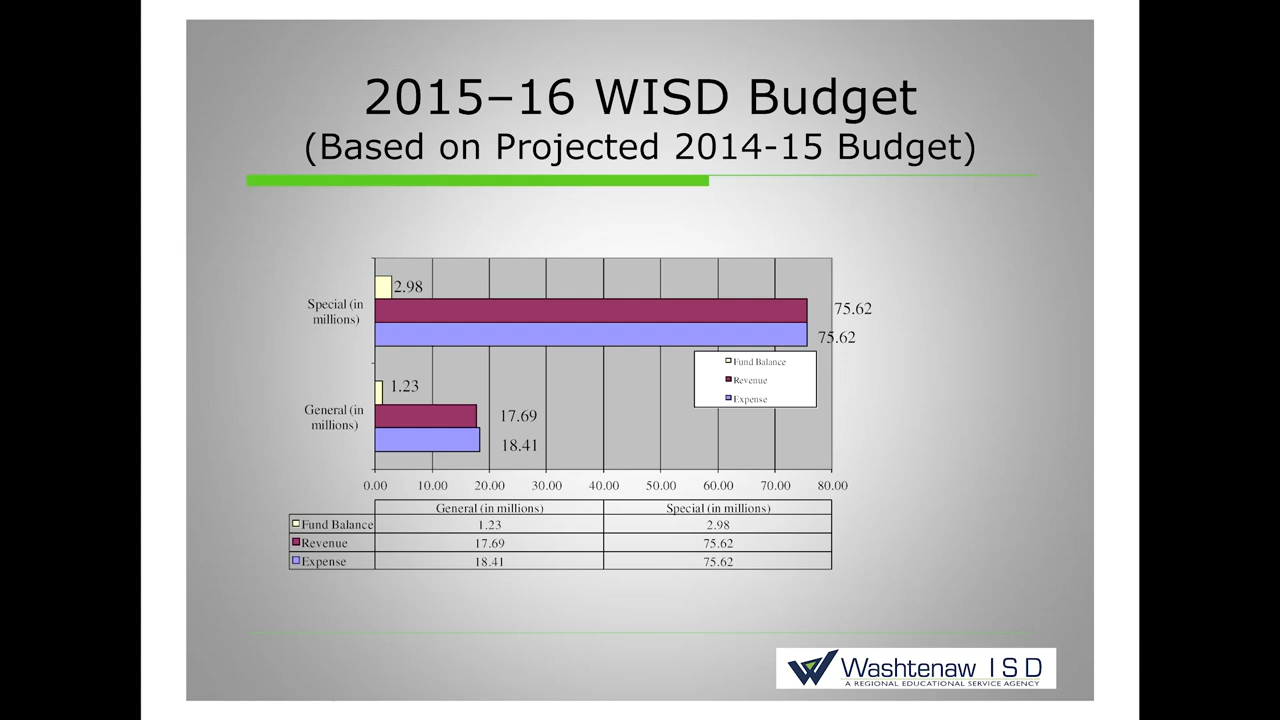 2015–16 WISD Budget
(Based on Projected 2014-15 Budget)
2.98
Special (in
millions)
75.62
75.62
Fund Balance
Revenue
Expense
1.23
General (in
millions)
17.69
18.41
0.00 10.00 20.00 30.00 40.00 50.00 60.00 70.00 80.00
General (in millions) Special (in millions)
Fund Balance 1.23 2.98
Revenue 17.69 75.62
Expense 18.41 75.62
Washtenaw ISD
A REGIONAL EDUCATIONAL SERVICE AGENCY